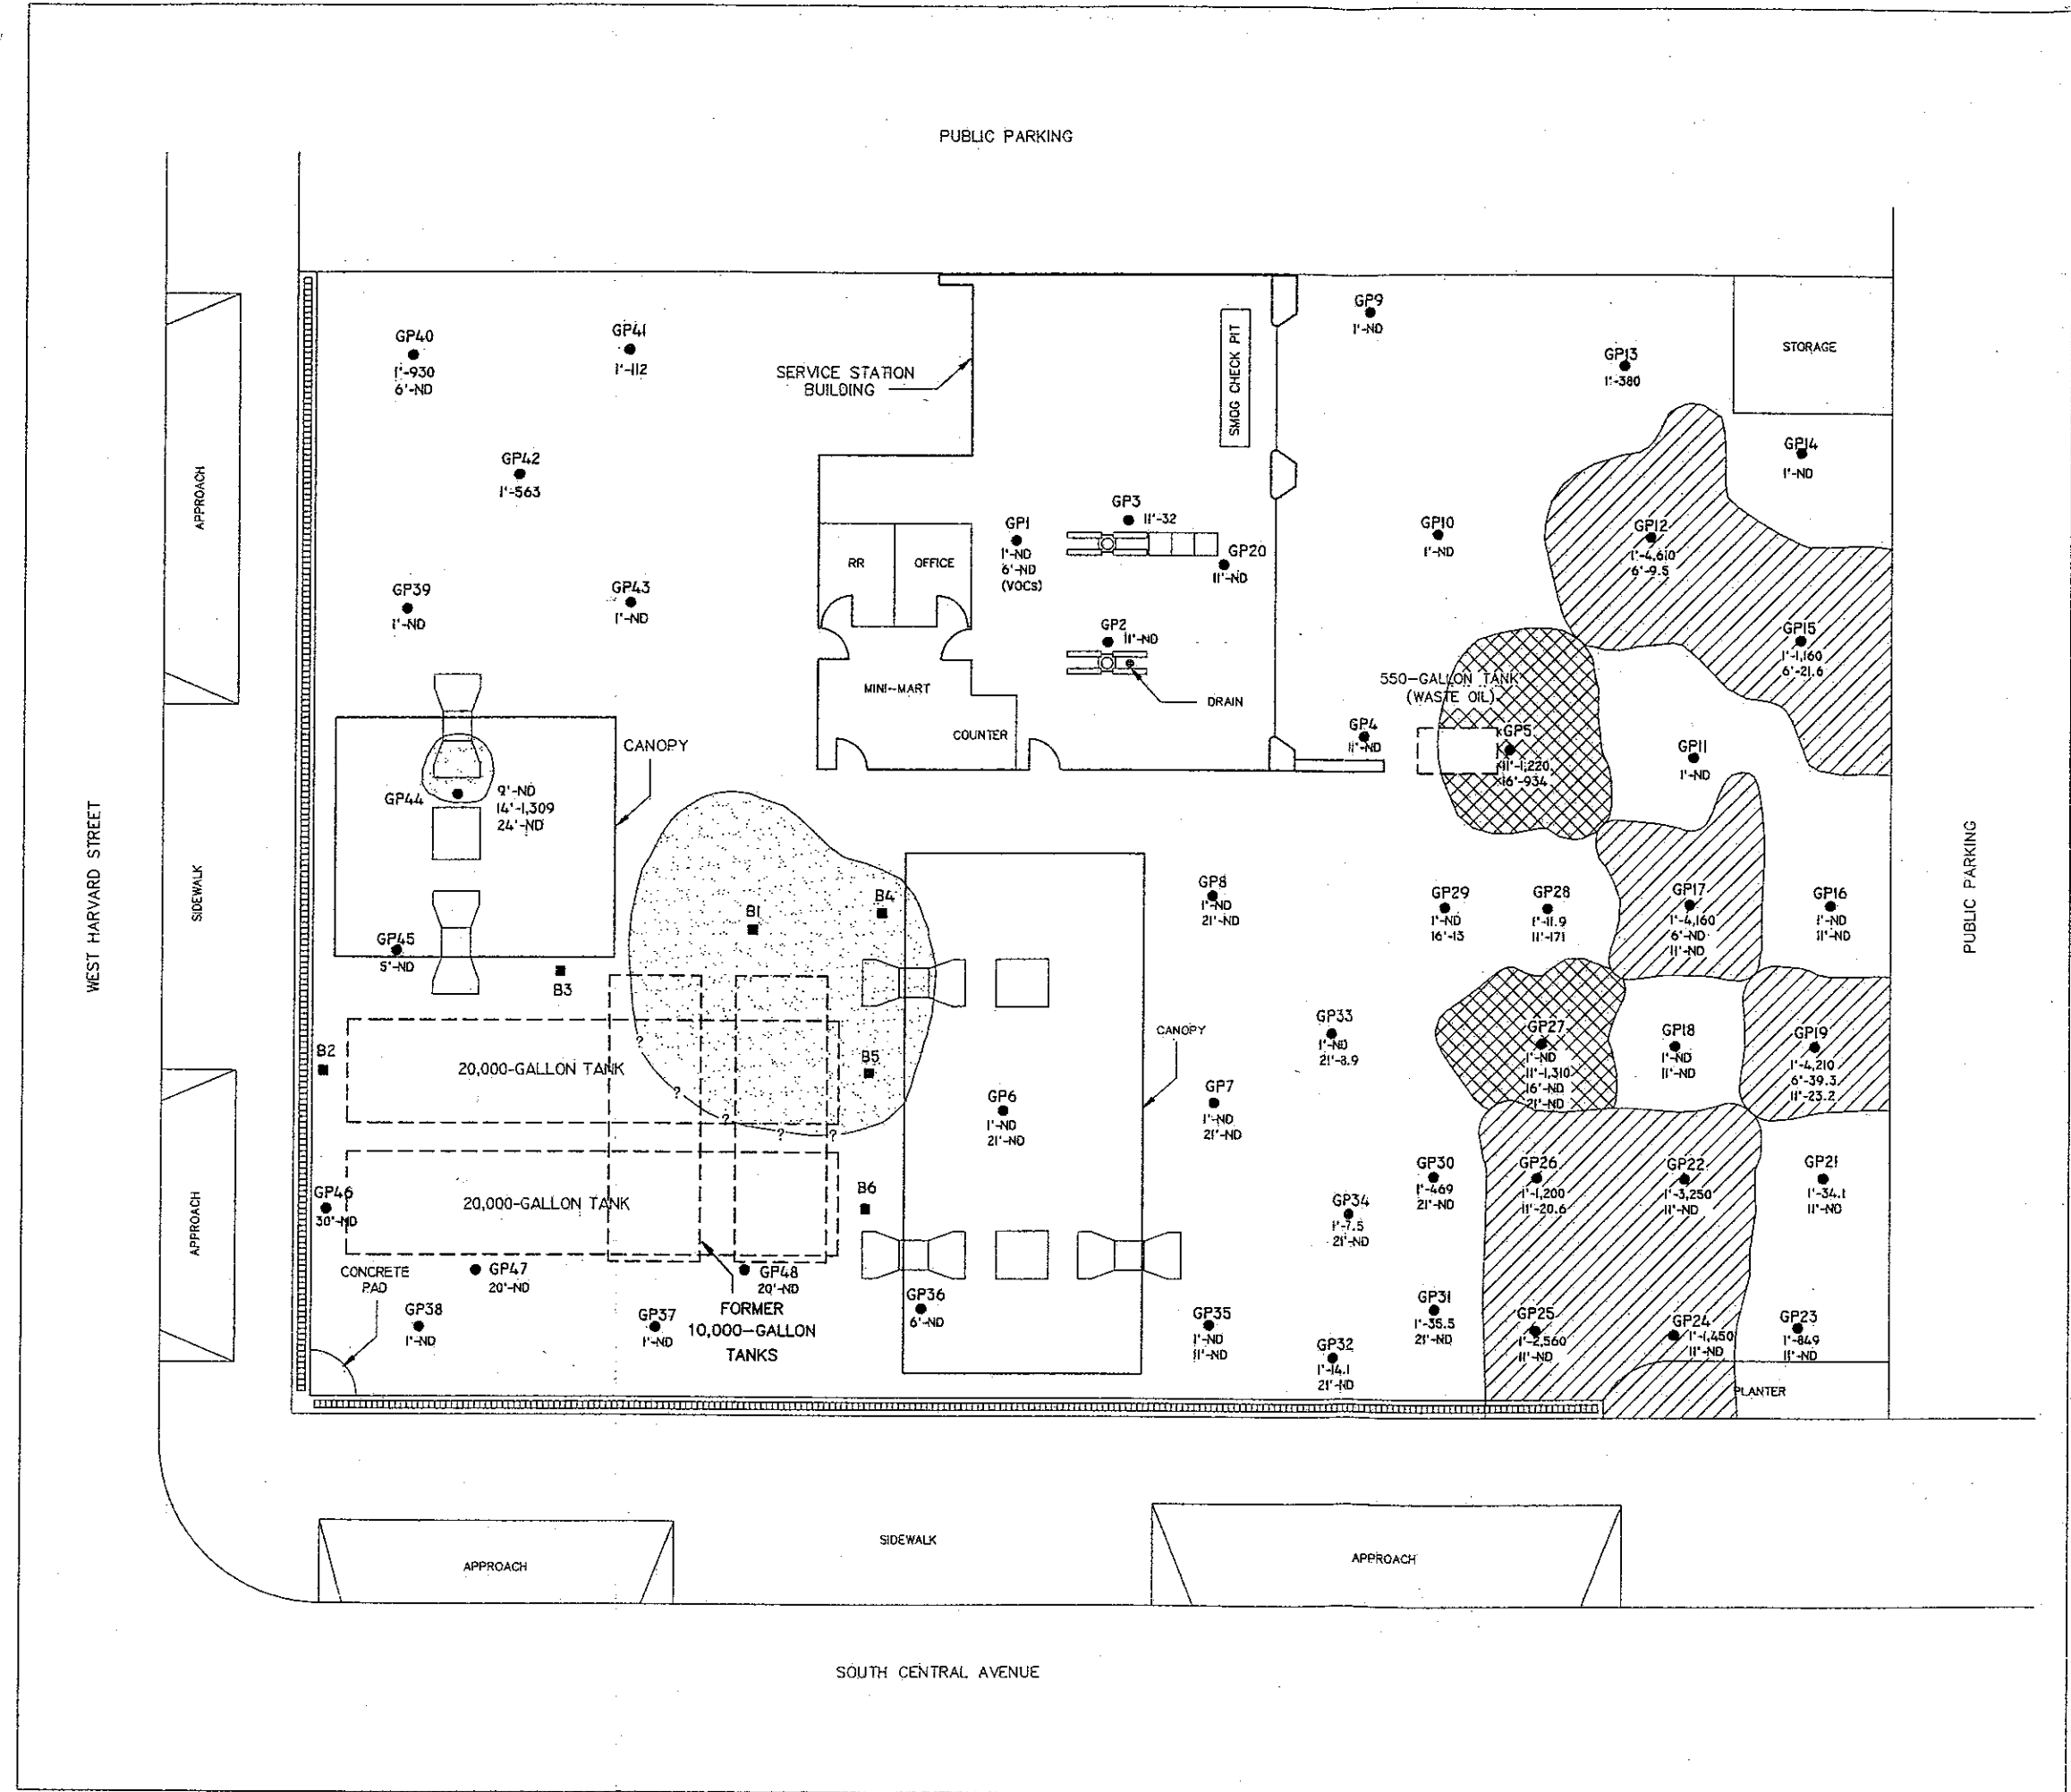 PUBLIC PARKING
GP9
1'-ND
GP40
1'-930
6'-ND
GP41
1'-112
SERVICE STATION
BUILDING
SMOG CHECK PIT
GP13
1'-380
STORAGE
GP14
1'-ND
GP42
1'-563
APPROACH
GP3
11'-32
GP1
1'-ND
6'-ND
(VOCs)
GP20
11'-ND
GP10
1'-ND
GP12
1'-4,610
6'-9.5
RR
OFFICE
GP39
1'-ND
GP43
1'-ND
GP2
11'-ND
GP15
1'-1,160
6'-21.6
MINI-MART
DRAIN
550-GALLON TANK
(WASTE OIL)
COUNTER
GP4
11'-ND
GP5
11'-1,220
16'-934
GP11
1'-ND
CANOPY
GP44
9'-ND
14'-1,309
24'-ND
WEST HARVARD STREET
SIDEWALK
PUBLIC PARKING
GP8
1'-ND
21'-ND
GP29
1'-ND
16'-13
GP28
1'-11.9
11'-171
GP17
1'-4,160
6'-ND
11'-ND
GP16
1'-ND
11'-ND
B1
B4
GP45
5'-ND
B3
B2
20,000-GALLON TANK
?
?
?
?
?
B5
CANOPY
GP33
1'-ND
21'-8.9
GP27
1'-ND
11'-1,310
16'-ND
21'-ND
GP18
1'-ND
11'-ND
GP19
1'-4,210
6'-39.3
11'-23.2
GP6
1'-ND
21'-ND
GP7
1'-ND
21'-ND
APPROACH
GP46
30'-ND
20,000-GALLON TANK
B6
GP30
1'-469
21'-ND
GP34
1'-7.5
21'-ND
GP26
1'-1,200
11'-20.6
GP22
1'-3,250
11'-ND
GP21
1'-34.1
11'-ND
CONCRETE
PAD
GP47
20'-ND
GP48
20'-ND
GP38
1'-ND
GP37
1'-ND
FORMER
10,000-GALLON
TANKS
GP36
6'-ND
GP35
1'-ND
11'-ND
GP32
1'-14.1
21'-ND
GP31
1'-35.5
21'-ND
GP25
1'-2,560
11'-ND
GP24
1'-1,450
11'-ND
GP23
1'-849
11'-ND
PLANTER
SIDEWALK
APPROACH
APPROACH
SOUTH CENTRAL AVENUE